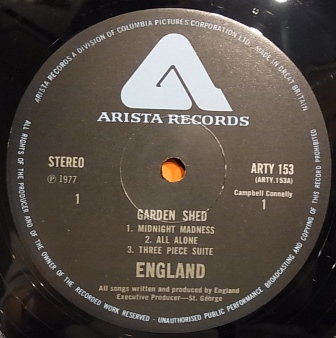 ARISTA RECORDS A DIVISION OF COLUMBIA PICTURES CORPORATION LTD. MADE IN GREAT BRITAIN
ARISTA RECORDS
STEREO
℗ 1977
1
ARTY 153
(ARTY.153A)
Campbell Connelly
1
GARDEN SHED
1. MIDNIGHT MADNESS
2. ALL ALONE
3. THREE PIECE SUITE
ENGLAND
All songs written and produced by England
Executive Producer—St. George
ALL RIGHTS OF THE PRODUCER AND OF THE OWNER OF THE RECORDED WORK RESERVED - UNAUTHORISED PUBLIC PERFORMANCE BROADCASTING AND COPYING OF THIS RECORD PROHIBITED